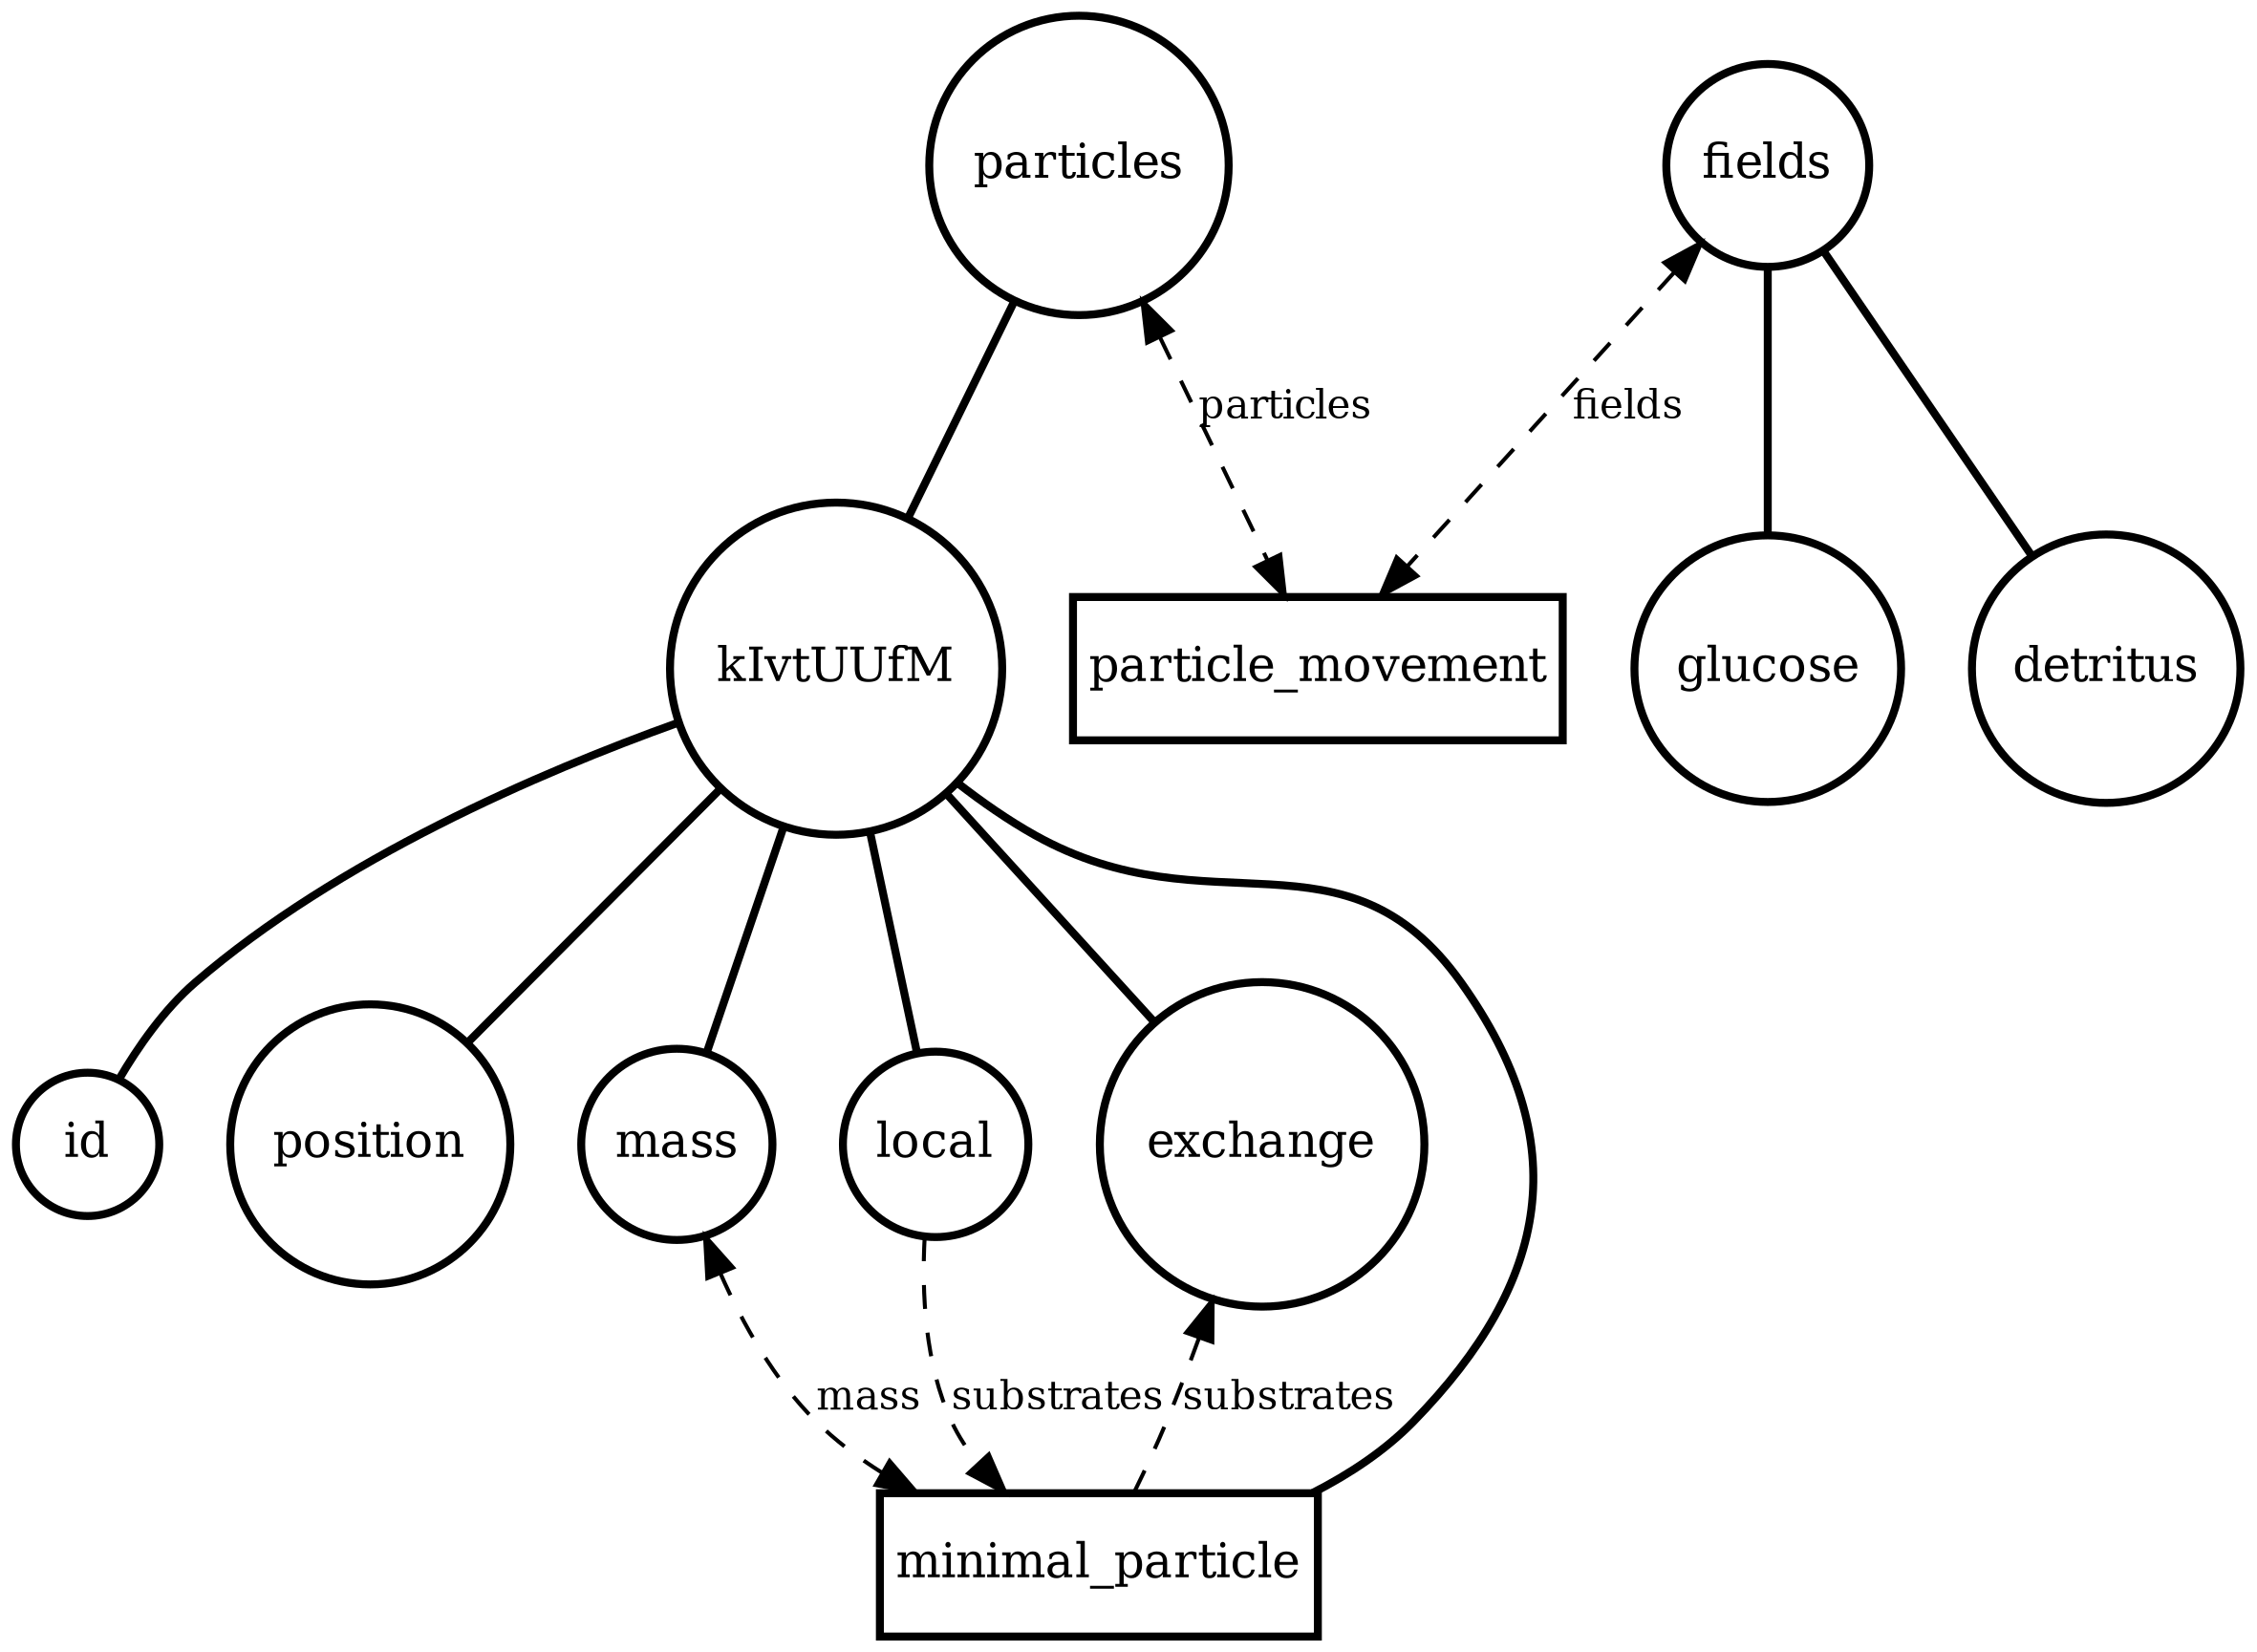 particles
fields
particles
fields
kIvtUUfM
particle_movement
glucose
detritus
id
position
mass
local
exchange
mass
substrates
substrates
minimal_particle